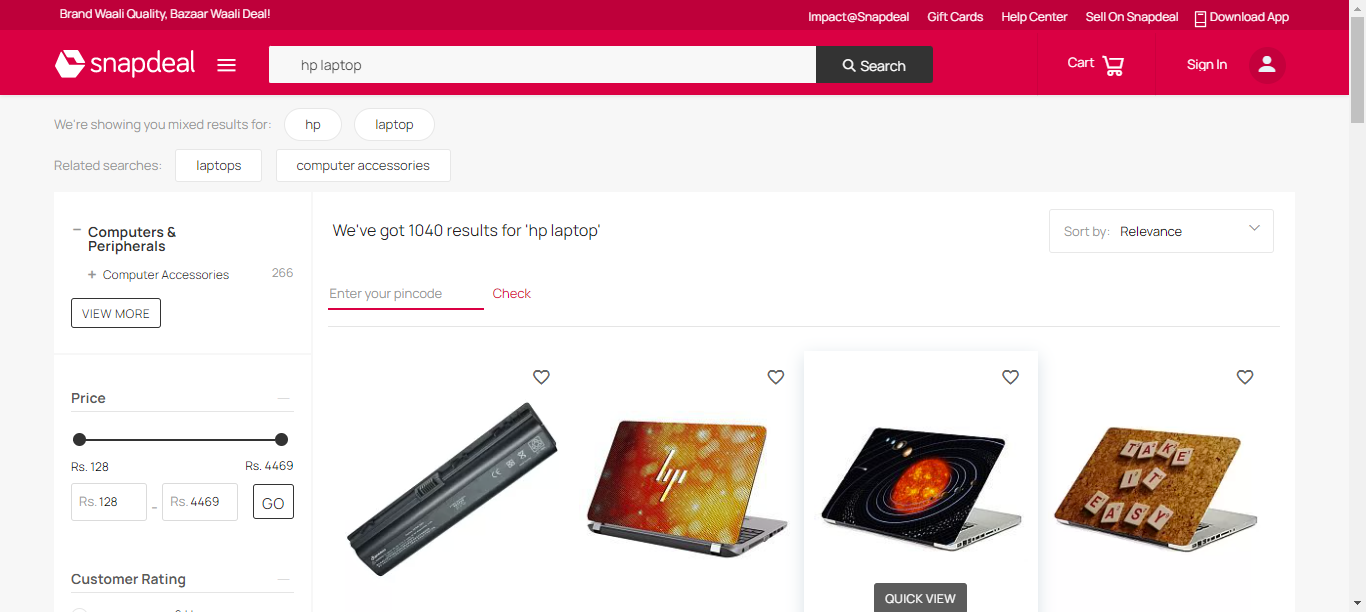 Brand Waali Quality, Bazaar Waali Deal!
Impact@Snapdeal Gift Cards Help Center Sell On Snapdeal Download App
snapdeal
hp laptop
Search
Cart
Sign In
We're showing you mixed results for: hp laptop
Related searches: laptops computer accessories
Computers &
Peripherals
Computer Accessories 266
VIEW MORE
We've got 1040 results for 'hp laptop'
Sort by: Relevance
Enter your pincode Check
Price
Rs. 128 Rs. 4469
Rs. 128 - Rs. 4469 GO
Customer Rating
hp
TAKE
IT
EASY
QUICK VIEW